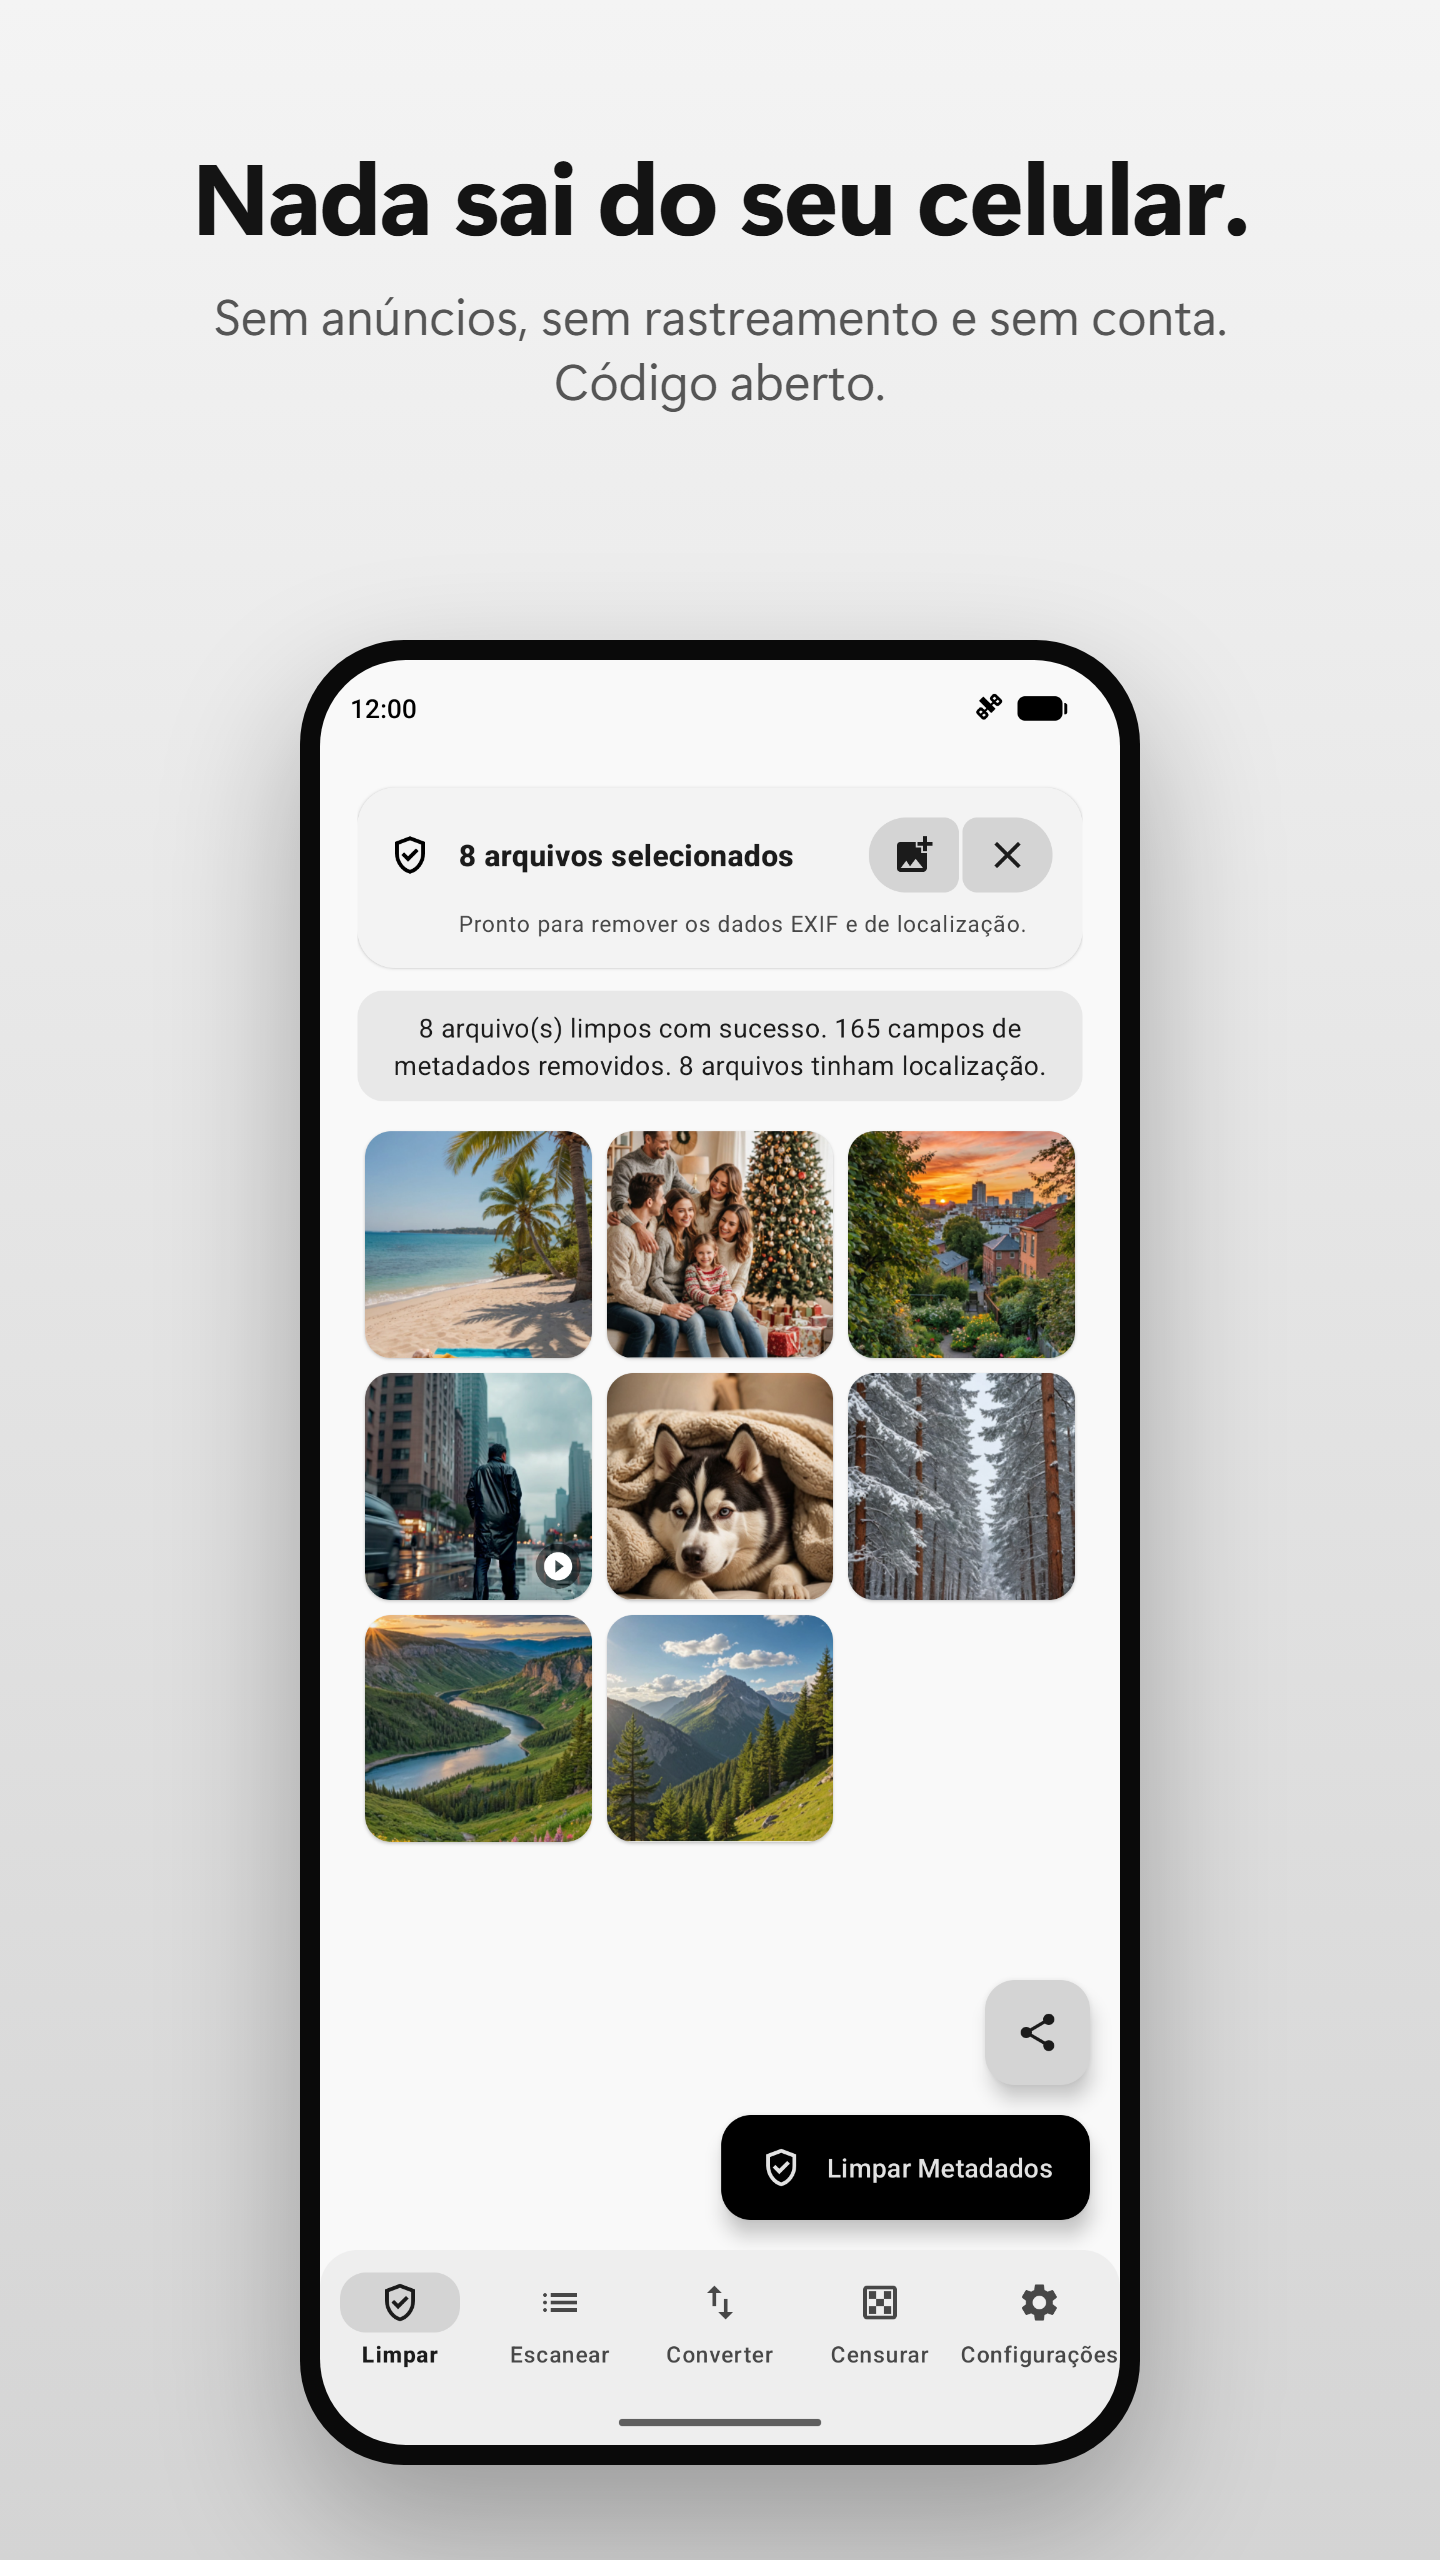 Nada sai do seu celular.
Sem anúncios, sem rastreamento e sem conta.
Código aberto.
12:00
8 arquivos selecionados
Pronto para remover os dados EXIF e de localização.
8 arquivo(s) limpos com sucesso. 165 campos de
metadados removidos. 8 arquivos tinham localização.
Limpar Metadados
Limpar
Escanear
Converter
Censurar
Configurações